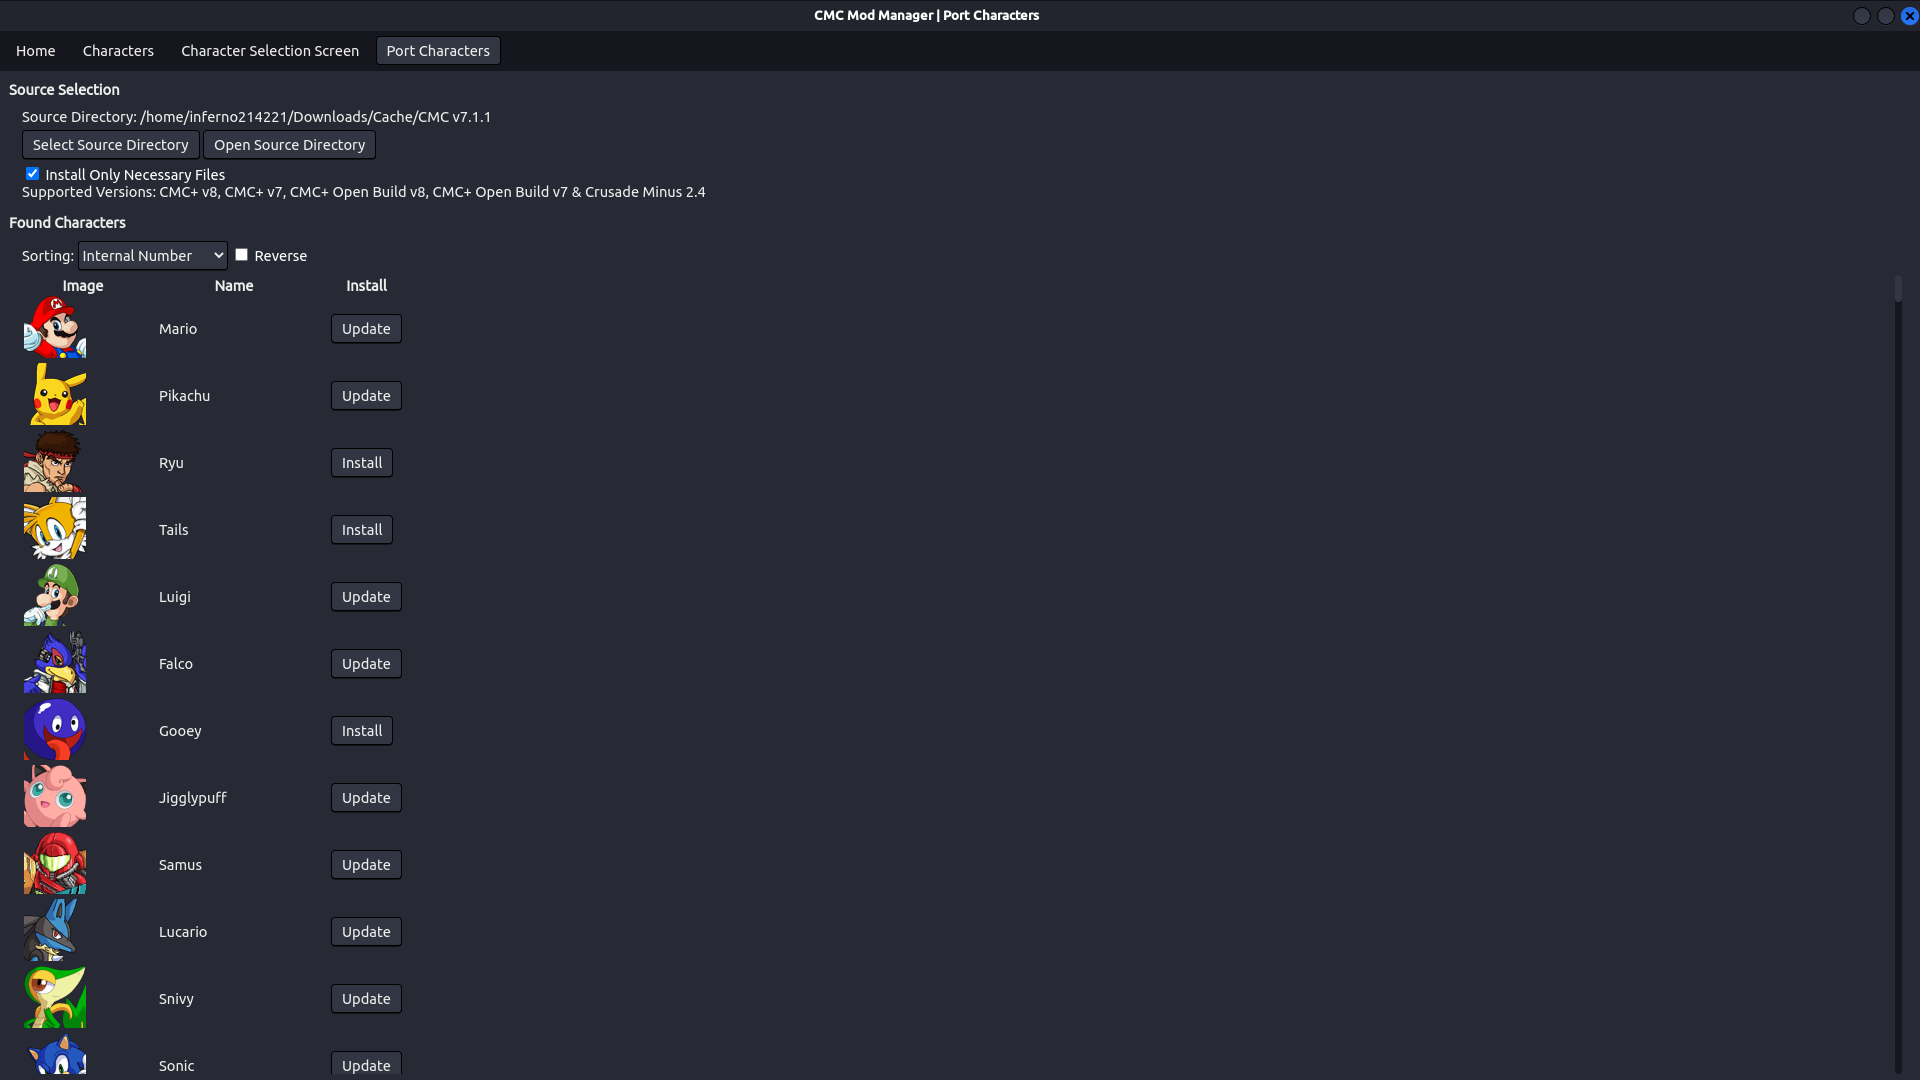 CMC Mod Manager | Port Characters
Home Characters Character Selection Screen Port Characters
Source Selection
Source Directory: /home/inferno214221/Downloads/Cache/CMC v7.1.1
Select Source Directory Open Source Directory
Install Only Necessary Files
Supported Versions: CMC+ v8, CMC+ v7, CMC+ Open Build v8, CMC+ Open Build v7 & Crusade Minus 2.4
Found Characters
Sorting: Internal Number Reverse
Image Name Install
Mario Update
Pikachu Update
Ryu Install
Tails Install
Luigi Update
Falco Update
Gooey Install
Jigglypuff Update
Samus Update
Lucario Update
Snivy Update
Sonic Update